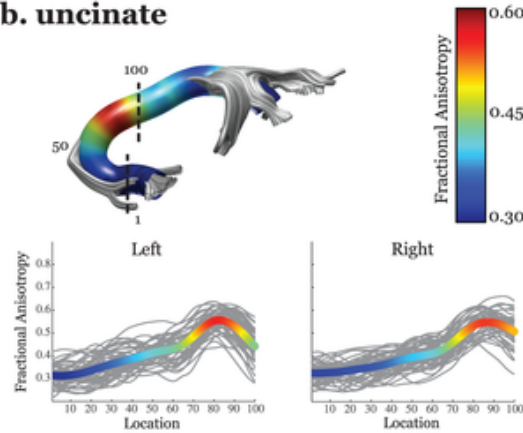 b. uncinate
100
50
1
Fractional Anisotropy
0.60
0.45
0.30
Left
Right
Fractional Anisotropy
0.8
0.7
0.6
0.5
0.4
0.3
10 20 30 40 50 60 70 80 90 100
Location
10 20 30 40 50 60 70 80 90 100
Location